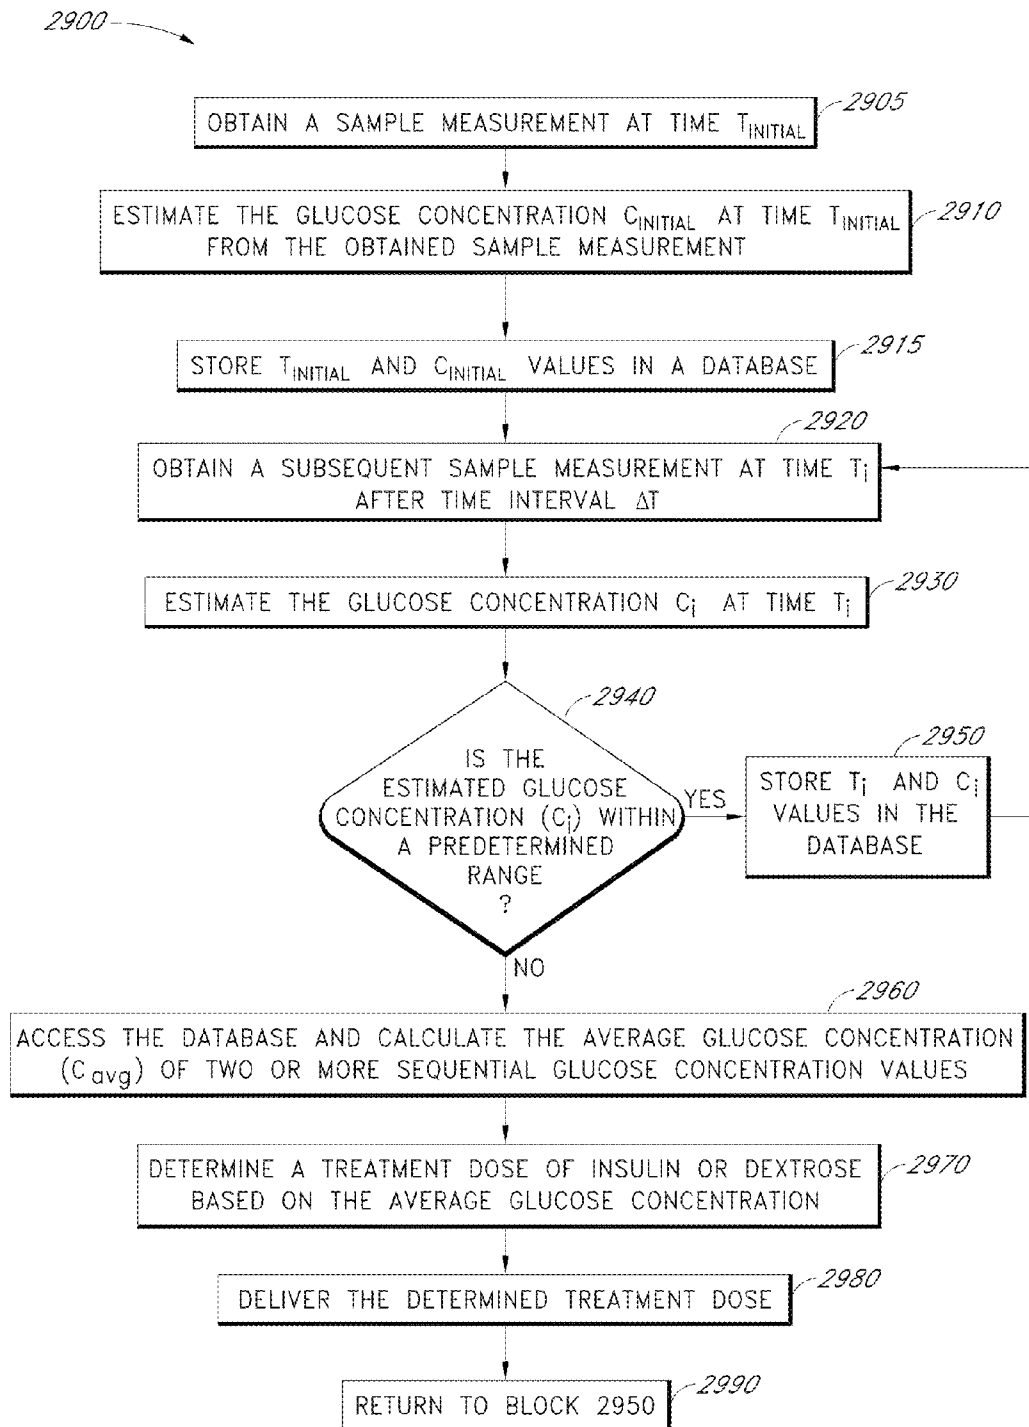 2900
2905
OBTAIN A SAMPLE MEASUREMENT AT TIME TINITIAL
2910
ESTIMATE THE GLUCOSE CONCENTRATION CINITIAL AT TIME TINITIAL
FROM THE OBTAINED SAMPLE MEASUREMENT
2915
STORE TINITIAL AND CINITIAL VALUES IN A DATABASE
2920
OBTAIN A SUBSEQUENT SAMPLE MEASUREMENT AT TIME Ti
AFTER TIME INTERVAL ΔT
2930
ESTIMATE THE GLUCOSE CONCENTRATION Ci AT TIME Ti
2940
IS THE
ESTIMATED GLUCOSE
CONCENTRATION (Ci) WITHIN
A PREDETERMINED
RANGE
?
YES
2950
STORE Ti AND Ci
VALUES IN THE
DATABASE
NO
2960
ACCESS THE DATABASE AND CALCULATE THE AVERAGE GLUCOSE CONCENTRATION
(Cavg) OF TWO OR MORE SEQUENTIAL GLUCOSE CONCENTRATION VALUES
2970
DETERMINE A TREATMENT DOSE OF INSULIN OR DEXTROSE
BASED ON THE AVERAGE GLUCOSE CONCENTRATION
2980
DELIVER THE DETERMINED TREATMENT DOSE
2990
RETURN TO BLOCK 2950